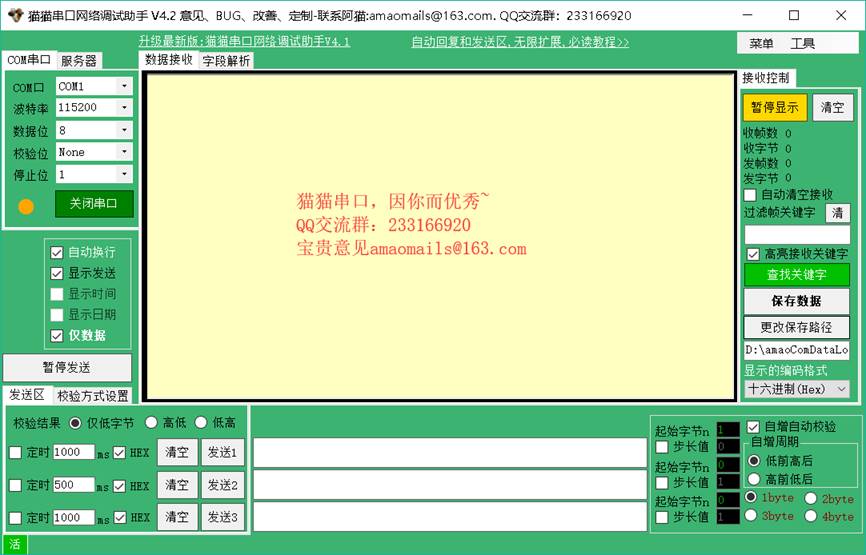 猫猫串口网络调试助手 V4.2 意见、BUG、改善、定制-联系阿猫:amaomails@163.com. QQ交流群：233166920
升级最新版:猫猫串口网络调试助手V4.1
自动回复和发送区,无限扩展,必读教程>>
菜单 工具
COM串口 服务器
数据接收 字段解析
接收控制
COM口 COM1
波特率 115200
数据位 8
校验位 None
停止位 1
关闭串口
自动换行
显示发送
显示时间
显示日期
仅数据
暂停发送
猫猫串口，因你而优秀~
QQ交流群：233166920
宝贵意见amaomails@163.com
暂停显示 清空
收帧数 0
收字节 0
发帧数 0
发字节 0
自动清空接收
过滤帧关键字 清
高亮接收关键字
查找关键字
保存数据
更改保存路径
D:\amaoComDataLo
显示的编码格式
十六进制(Hex)
发送区 校验方式设置
校验结果 仅低字节 高低 低高
定时 1000 ms HEX 清空 发送1
定时 500 ms HEX 清空 发送2
定时 1000 ms HEX 清空 发送3
起始字节n 1
步长值 0
起始字节n 0
步长值 1
起始字节n 0
步长值 1
自增自动校验
自增周期
低前高后
高前低后
1byte 2byte
3byte 4byte
活